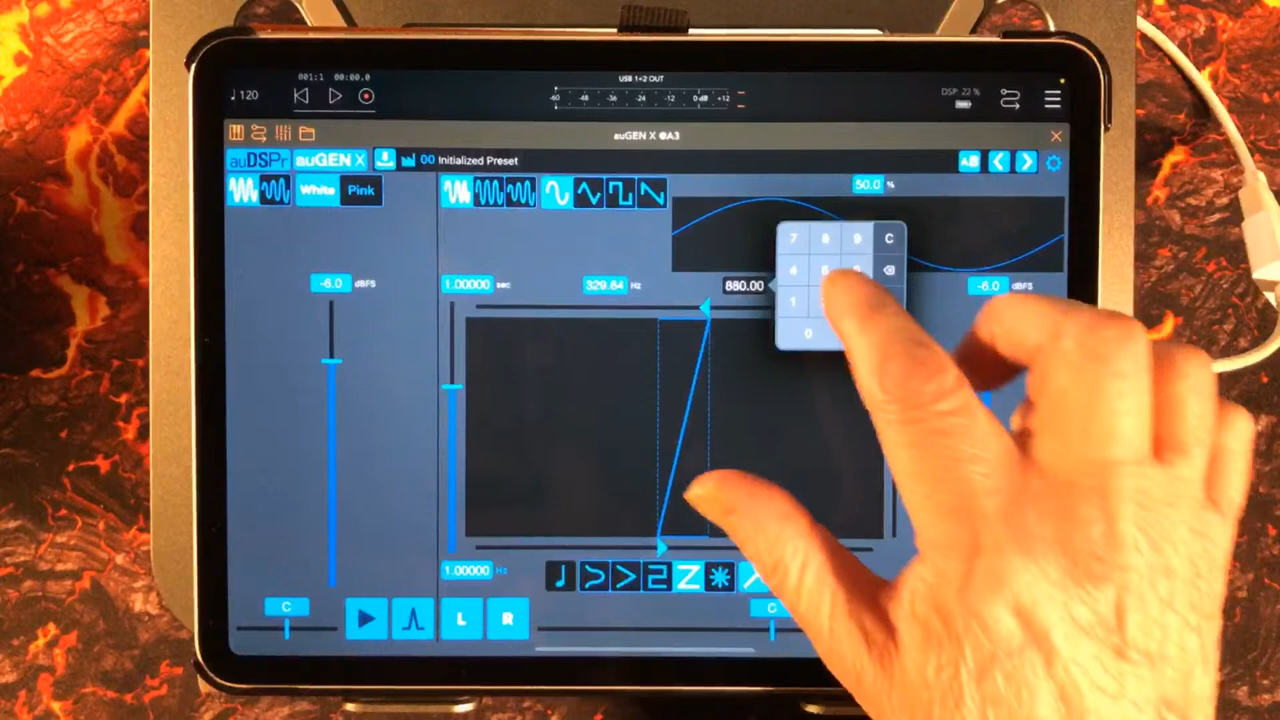 USB 1+2 OUT
001:1 00:00.0
♩120
-60 -48 -36 -24 -12 0dB +12
DSP: 22 %
auGEN X @A3
auDSPr auGEN X 00 Initialized Preset A B
White Pink
50.0 %
7 8 9 C
4
1
0
-6.0 dBFS
1.00000 sec
329.64 Hz
880.00
-6.0 dBFS
1.00000 Hz
C
L R
C